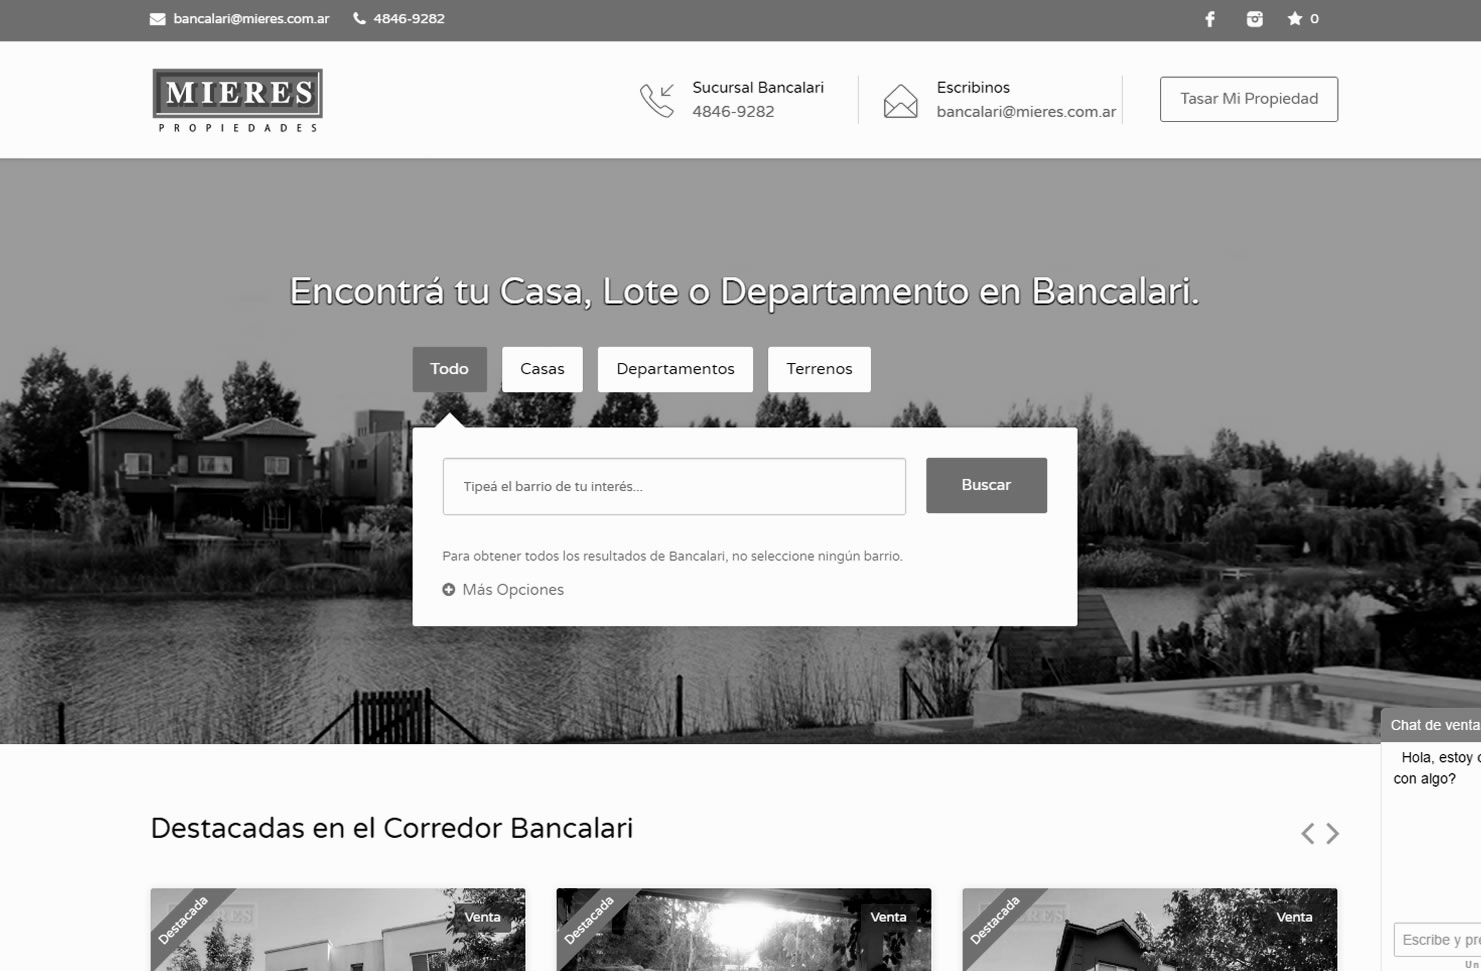 bancalari@mieres.com.ar 4846-9282 0
MIERES
PROPIEDADES
Sucursal Bancalari
4846-9282
Escribinos
bancalari@mieres.com.ar
Tasar Mi Propiedad
Encontrá tu Casa, Lote o Departamento en Bancalari.
Todo Casas Departamentos Terrenos
Tipeá el barrio de tu interés...
Buscar
Para obtener todos los resultados de Bancalari, no seleccione ningún barrio.
Más Opciones
Chat de venta
Hola, estoy
con algo?
Destacadas en el Corredor Bancalari
Destacada Venta
Destacada Venta
Destacada Venta
Escribe y pre
Un